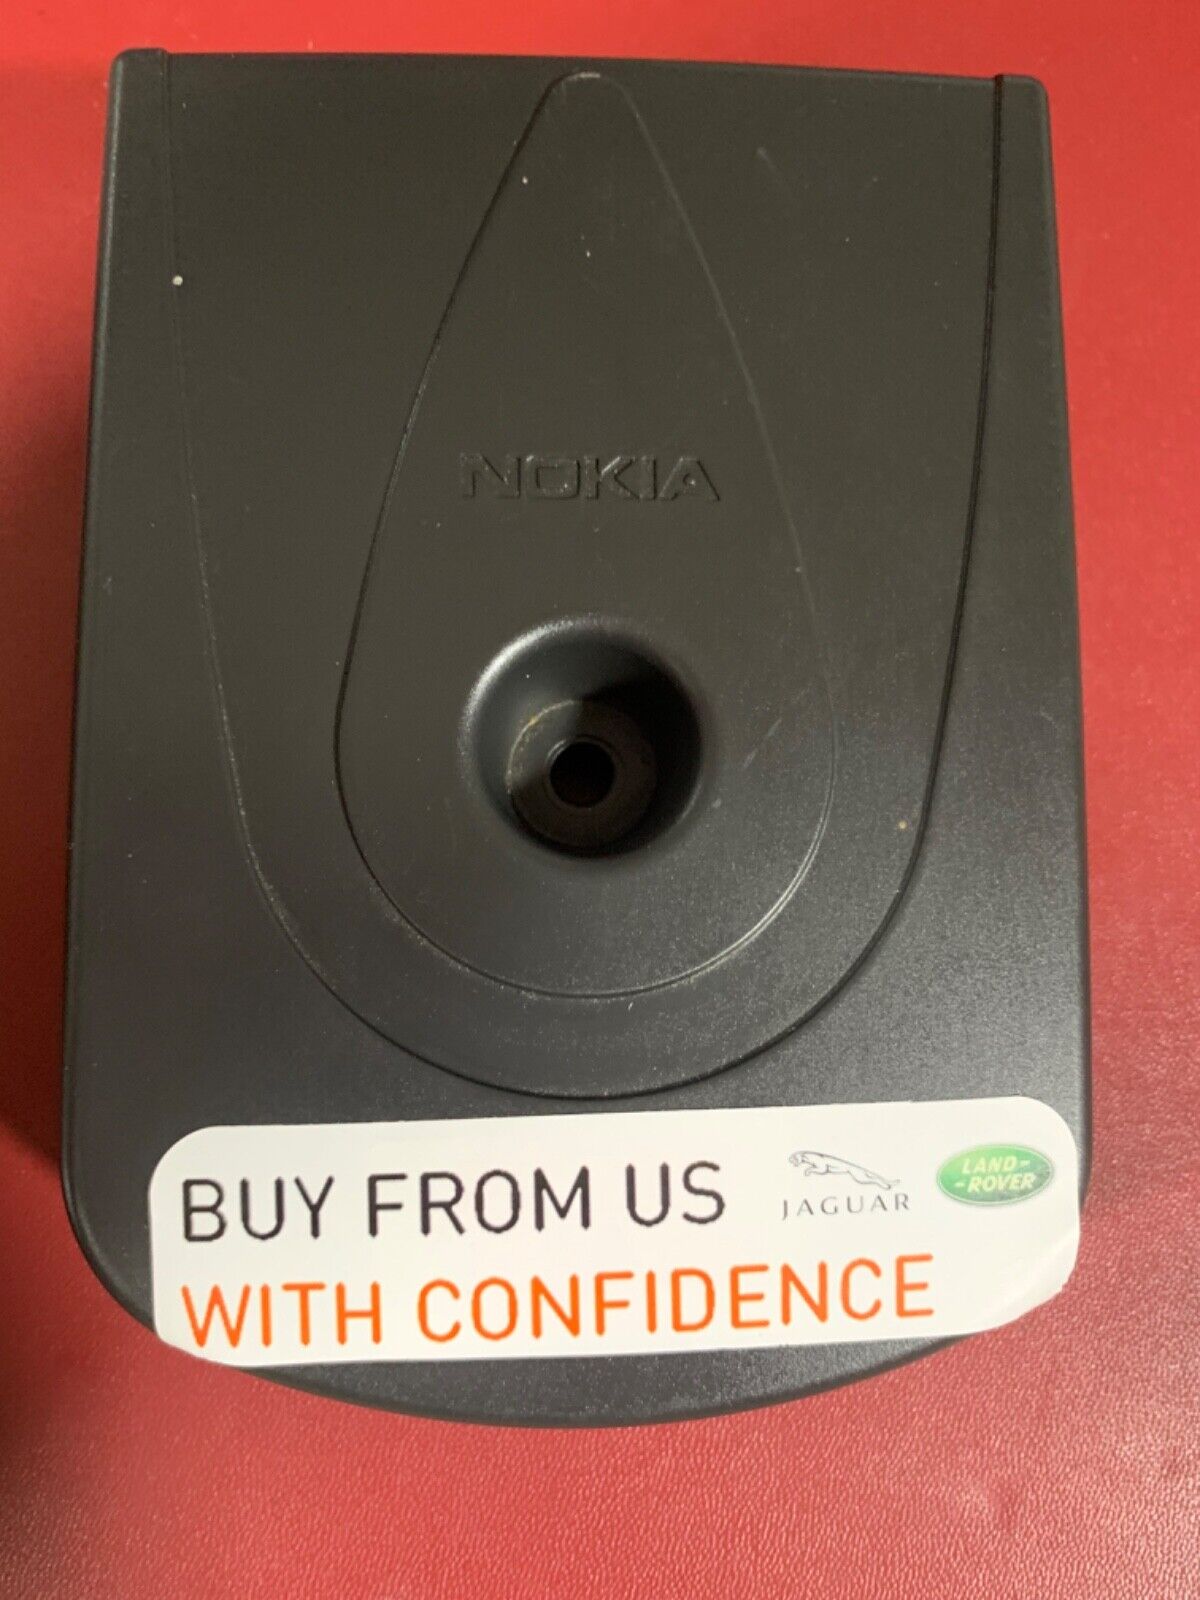 NOKIA
BUY FROM US
JAGUAR
LAND-
-ROVER
WITH CONFIDENCE